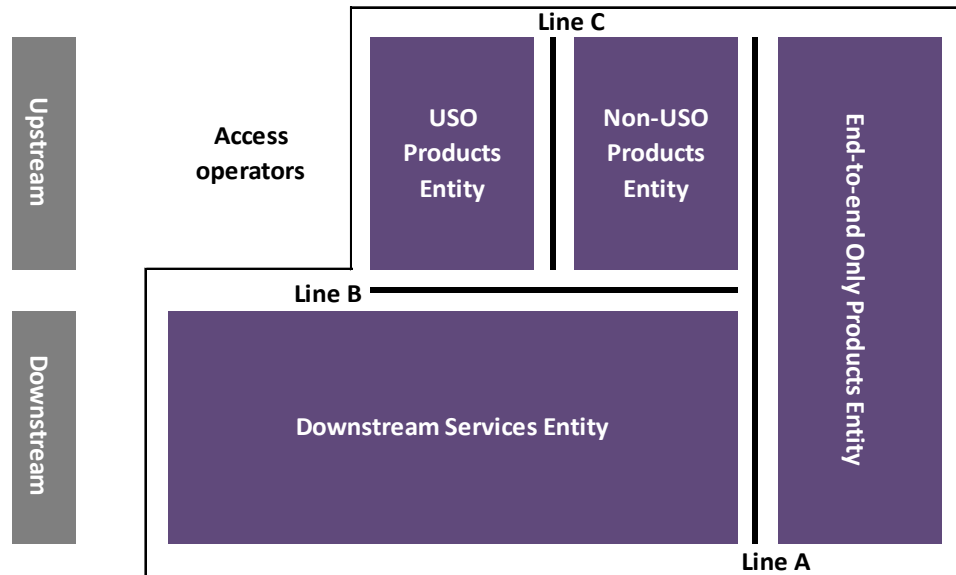 Line C
Upstream
Access
operators
USO
Products
Entity
Non-USO
Products
Entity
End-to-end Only Products Entity
Line B
Downstream
Downstream Services Entity
Line A